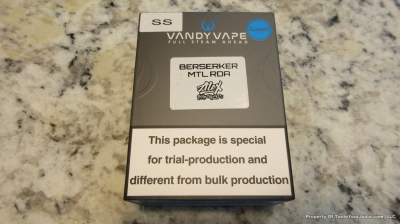 SS
VANDYVAPE
FULL STEAM AHEAD
BERSERKER
MTL RDA
Alex
This package is special
for trial-production and
different from bulk production